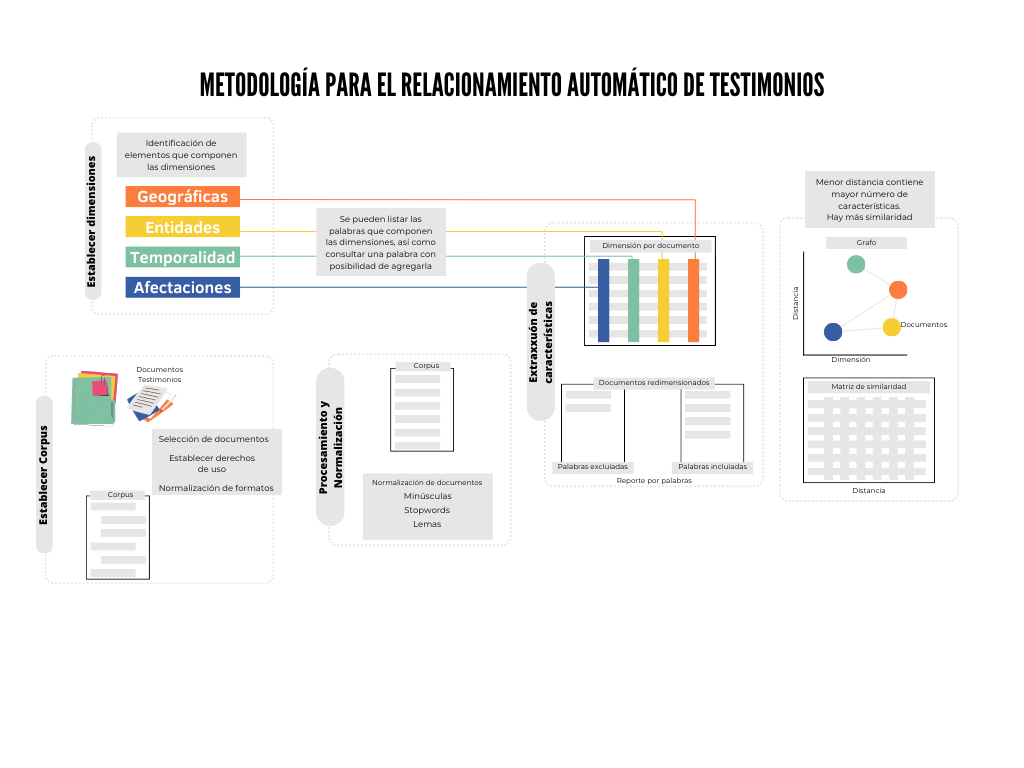 METODOLOGÍA PARA EL RELACIONAMIENTO AUTOMÁTICO DE TESTIMONIOS
Establecer dimensiones
Identificación de
elementos que componen
las dimensiones
Geográficas
Entidades
Temporalidad
Afectaciones
Se pueden listar las
palabras que componen
las dimensiones, así como
consultar una palabra con
posibilidad de agregarla
Establecer Corpus
Documentos
Testimonios
Selección de documentos
Establecer derechos
de uso
Normalización de formatos
Corpus
Procesamiento y
Normalización
Corpus
Normalización de documentos
Minúsculas
Stopwords
Lemas
Extraxxuón de
características
Dimensión por documento
Documentos redimensionados
Palabras excluiadas
Palabras incluiadas
Reporte por palabras
Menor distancia contiene
mayor número de
características.
Hay más similaridad
Grafo
Distancia
Documentos
Dimensión
Matriz de similaridad
Distancia